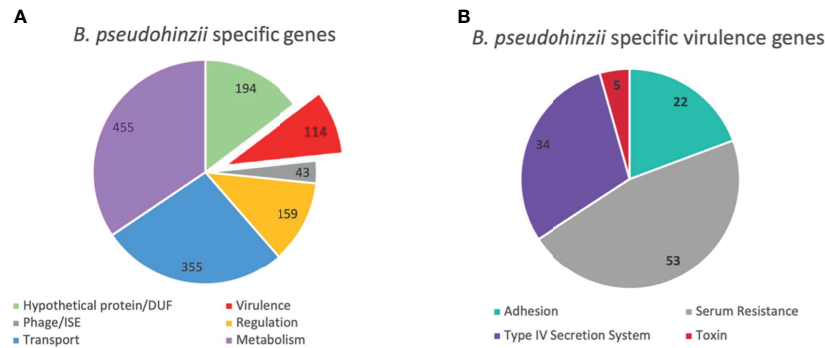 A
B. pseudohinzii specific genes
194
114
43
159
355
455
Hypothetical protein/DUF
Virulence
Phage/ISE
Regulation
Transport
Metabolism
B
B. pseudohinzii specific virulence genes
5
22
34
53
Adhesion
Serum Resistance
Type IV Secretion System
Toxin